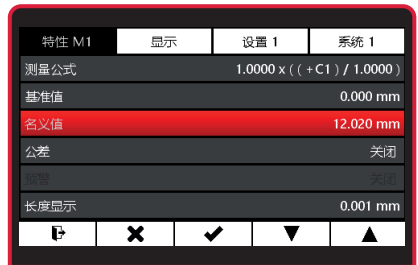 特性 M1 显示 设置 1 系统 1
测量公式 1.0000 x ( ( +C1 ) / 1.0000 )
基准值 0.000 mm
名义值 12.020 mm
公差 关闭
预警 关闭
长度显示 0.001 mm